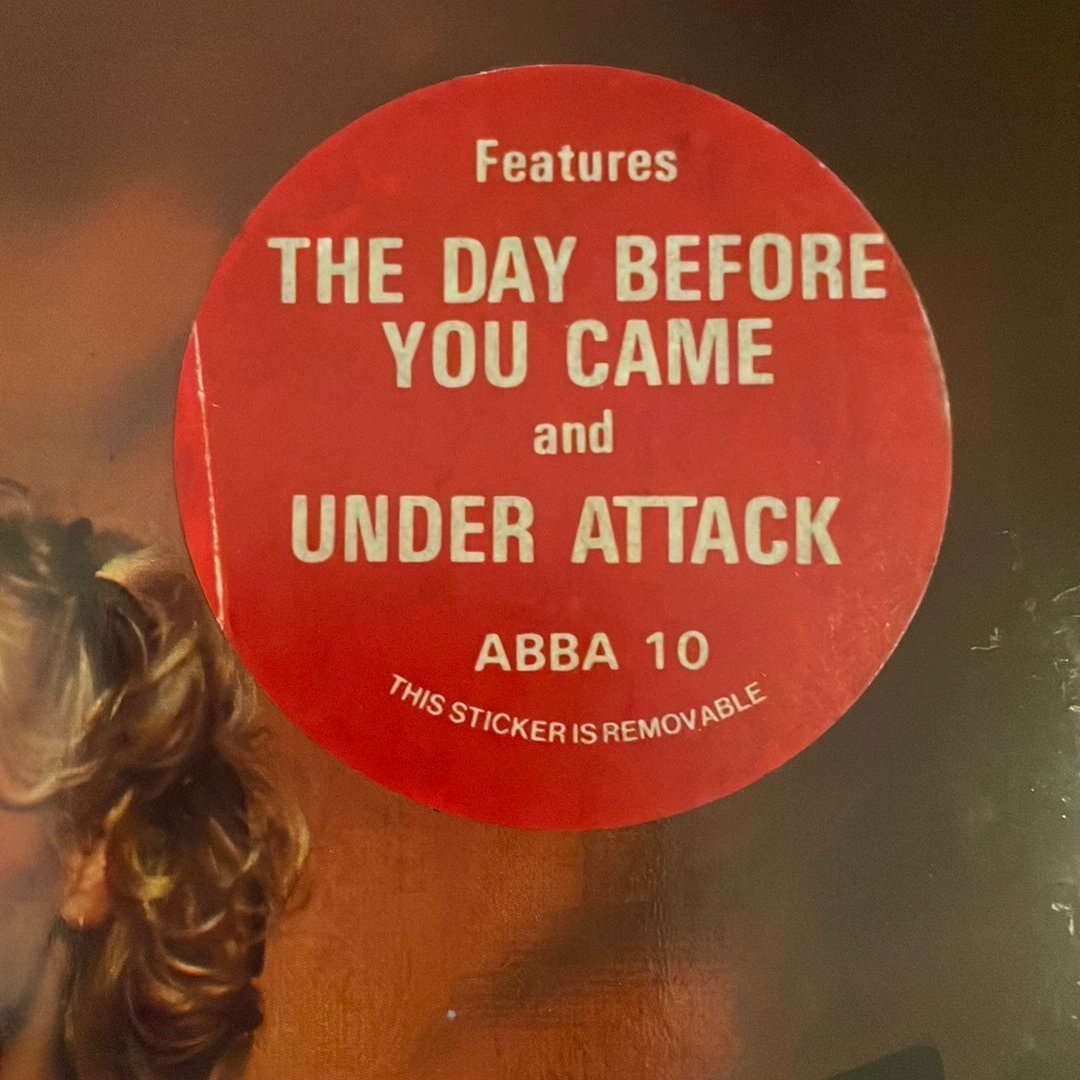 Features
THE DAY BEFORE
YOU CAME
and
UNDER ATTACK
ABBA 10
THIS STICKER IS REMOVABLE